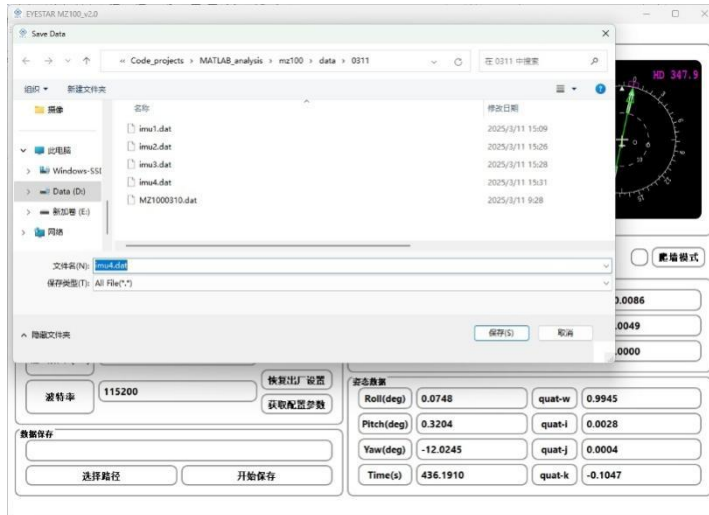 EYESTAR MZ100_v2.0
Save Data
« Code_projects › MATLAB_analysis › mz100 › data › 0311
在 0311 中搜索
组织
新建文件夹
HD 347.9
摄像
名称
修改日期
imu1.dat 2025/3/11 15:09
此电脑
imu2.dat 2025/3/11 15:26
Windows-SSI
imu3.dat 2025/3/11 15:28
Data (D:)
imu4.dat 2025/3/11 15:31
新加卷 (E:)
MZ1000310.dat 2025/3/11 9:28
网络
文件名(N): imu4.dat
爬墙模式
保存类型(T): All File(*.*)
0.0086
隐藏文件夹
保存(S)
取消
.0049
.0000
恢复出厂设置
姿态数据
波特率 115200
获取配置参数
Roll(deg) 0.0748 quat-w 0.9945
Pitch(deg) 0.3204 quat-i 0.0028
数据保存
Yaw(deg) -12.0245 quat-j 0.0004
选择路径 开始保存
Time(s) 436.1910 quat-k -0.1047